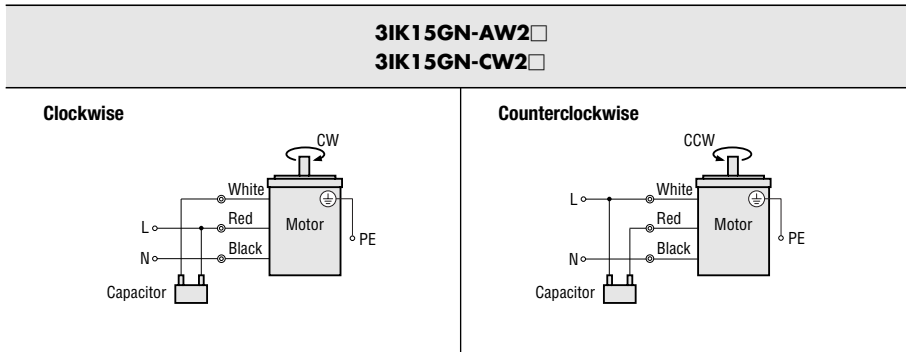 3IK15GN-AW2□
3IK15GN-CW2□
Clockwise
CW
White
L
Red
Motor
PE
N
Black
Capacitor
Counterclockwise
CCW
L
White
Red
Motor
PE
N
Black
Capacitor